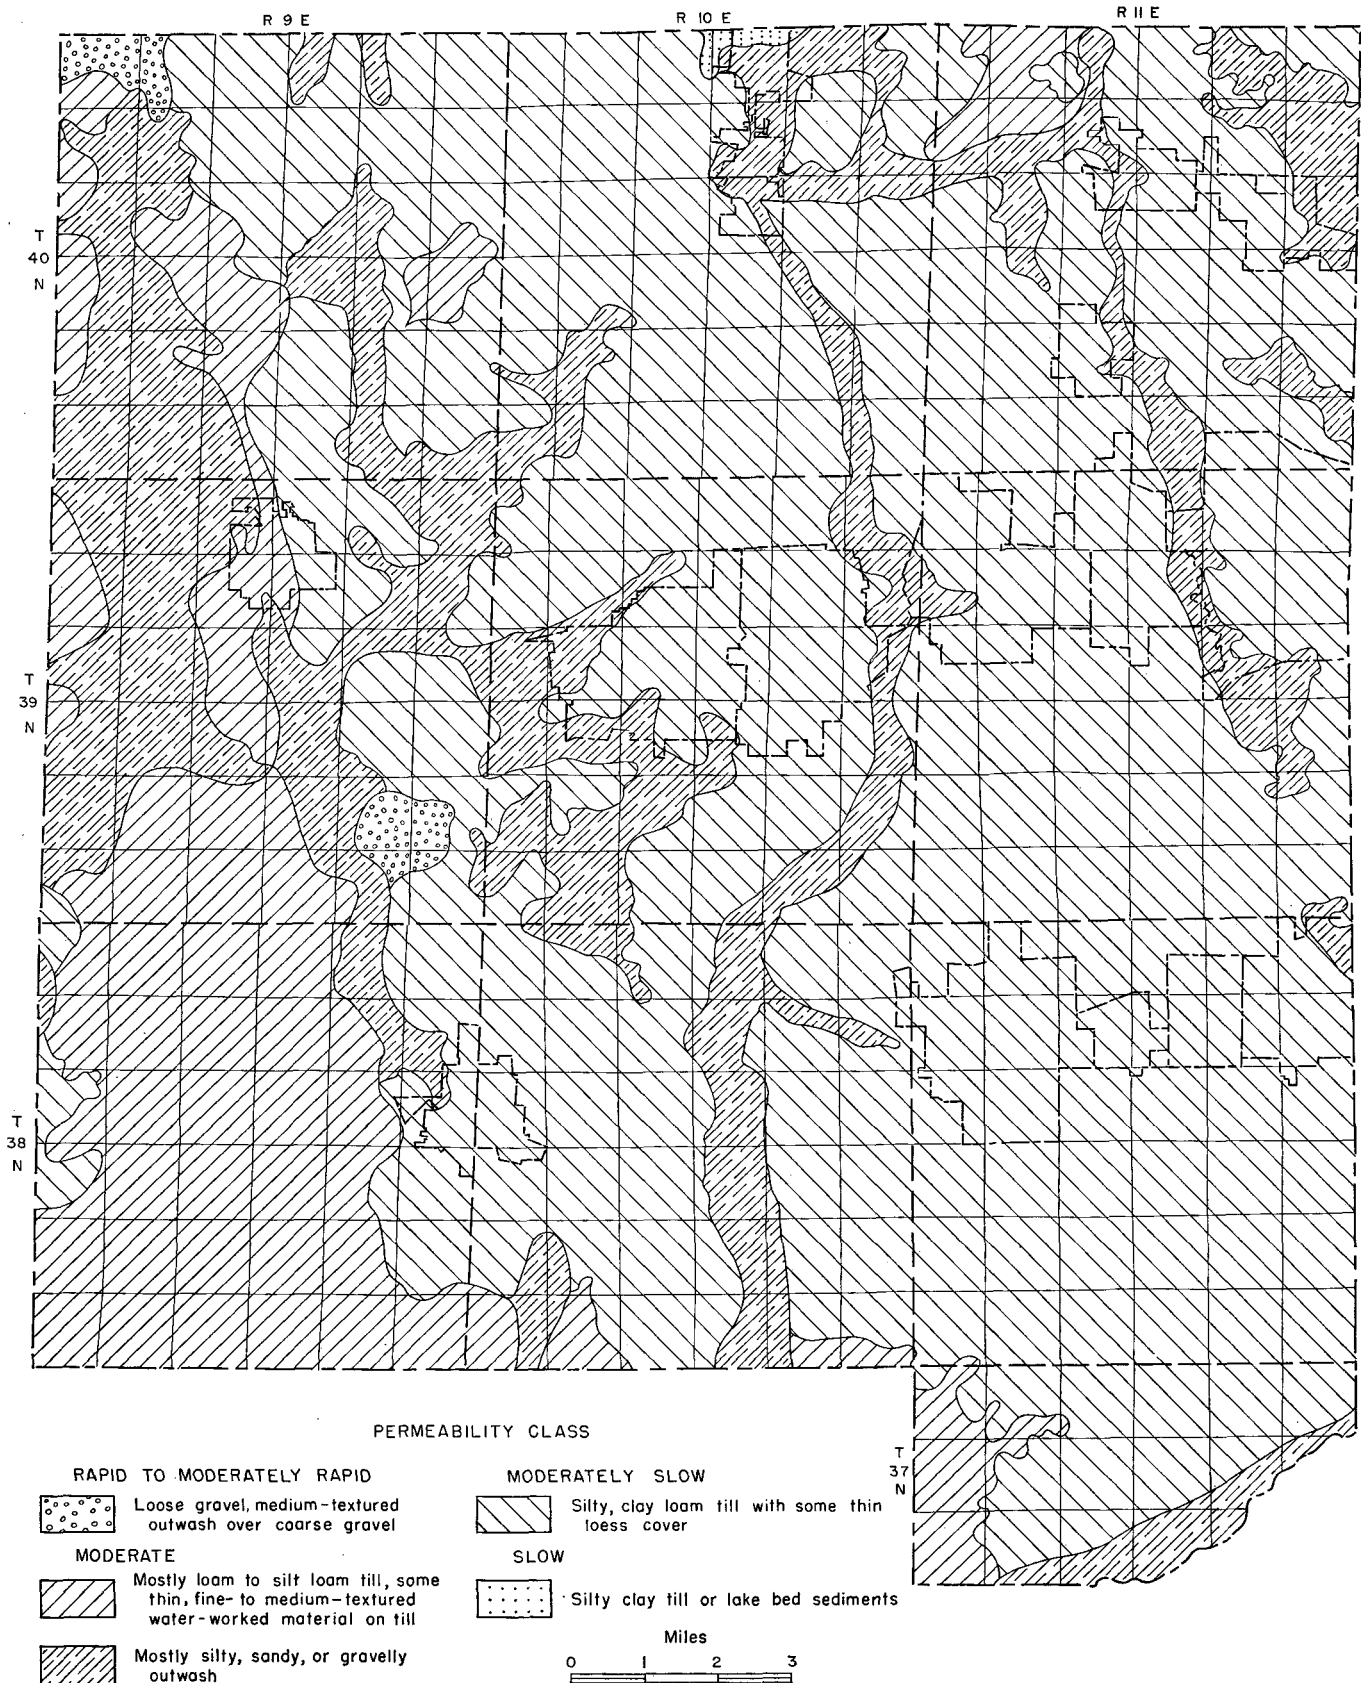 R 9 E
R 10 E
R 11 E
T
40
N
T
39
N
T
38
N
T
37
N
PERMEABILITY CLASS
RAPID TO MODERATELY RAPID
Loose gravel, medium-textured
outwash over coarse gravel
MODERATE
Mostly loam to silt loam till, some
thin, fine- to medium-textured
water-worked material on till
Mostly silty, sandy, or gravelly
outwash
MODERATELY SLOW
Silty, clay loam till with some thin
loess cover
SLOW
Silty clay till or lake bed sediments
Miles
0 1 2 3